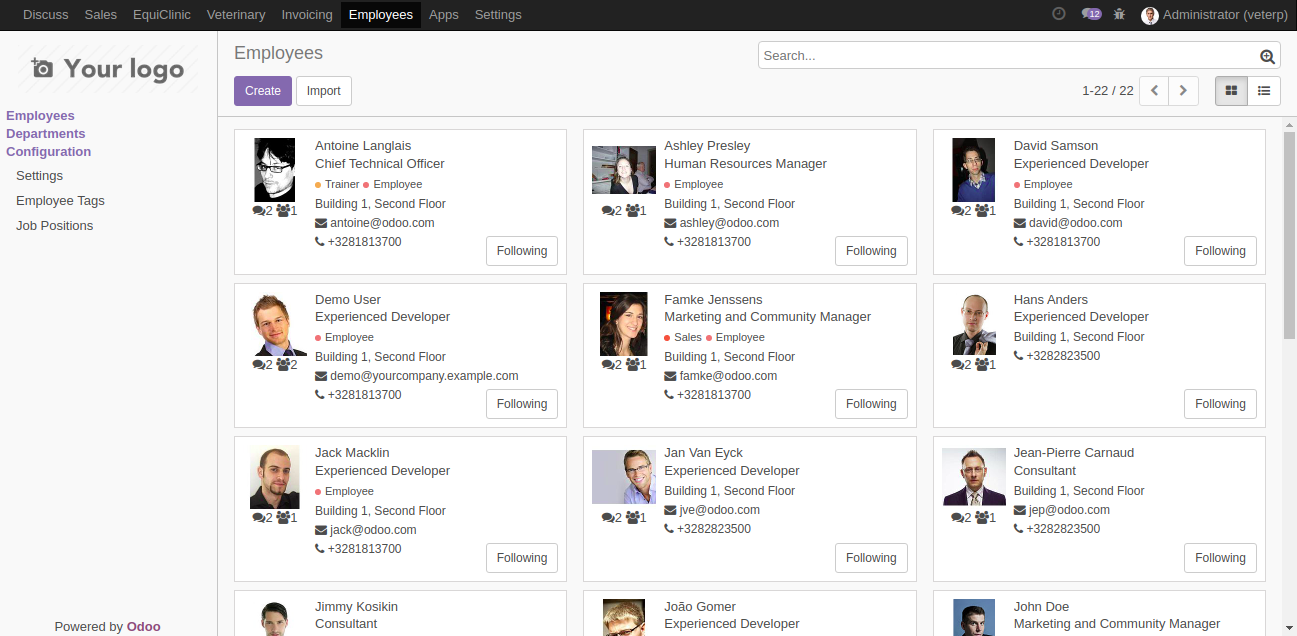 Discuss Sales EquiClinic Veterinary Invoicing Employees Apps Settings 12 Administrator (veterp)
Your logo
Employees
Departments
Configuration
Settings
Employee Tags
Job Positions
Powered by Odoo
Employees
Search...
Create Import
1-22 / 22
Antoine Langlais
Chief Technical Officer
Trainer Employee
Building 1, Second Floor
antoine@odoo.com
+3281813700
2 1
Following
Ashley Presley
Human Resources Manager
Employee
Building 1, Second Floor
ashley@odoo.com
+3281813700
2 1
Following
David Samson
Experienced Developer
Employee
Building 1, Second Floor
david@odoo.com
+3281813700
2 1
Following
Demo User
Experienced Developer
Employee
Building 1, Second Floor
demo@yourcompany.example.com
+3281813700
2 2
Following
Famke Jenssens
Marketing and Community Manager
Sales Employee
Building 1, Second Floor
famke@odoo.com
+3281813700
2 1
Following
Hans Anders
Experienced Developer
Building 1, Second Floor
+3282823500
2 1
Following
Jack Macklin
Experienced Developer
Employee
Building 1, Second Floor
jack@odoo.com
+3281813700
2 1
Following
Jan Van Eyck
Experienced Developer
Building 1, Second Floor
jve@odoo.com
+3282823500
2 1
Following
Jean-Pierre Carnaud
Consultant
Building 1, Second Floor
jep@odoo.com
+3282823500
2 1
Following
Jimmy Kosikin
Consultant
João Gomer
Experienced Developer
John Doe
Marketing and Community Manager